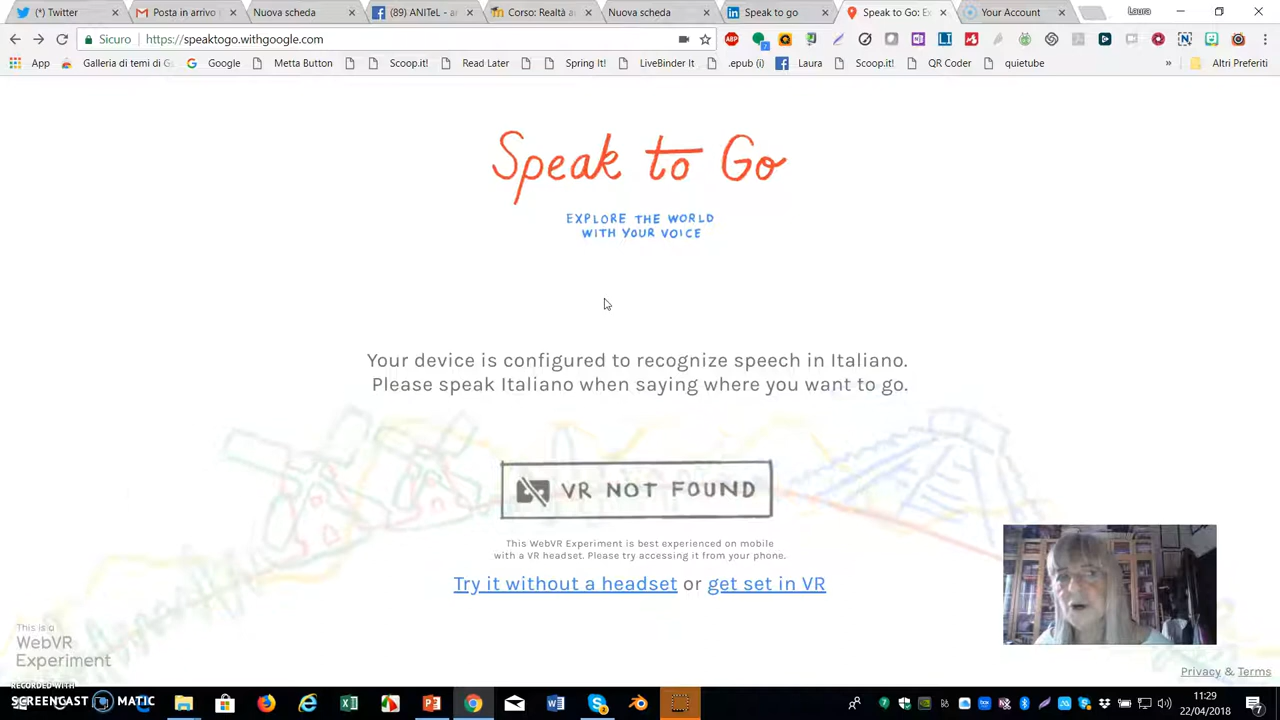 (*) Twitter
Posta in arrivo
Nuova scheda
(89) ANITeL - a
Corso: Realtà a
Nuova scheda
Speak to go
Speak to Go: E
Your Account
Laura
Sicuro
https://speaktogo.withgoogle.com
App
Galleria di temi di G
Google
Metta Button
Scoop.it!
Read Later
Spring It!
LiveBinder It
.epub (i)
Laura
Scoop.it!
QR Coder
quietube
»
Altri Preferiti
Speak to Go
EXPLORE THE WORLD
WITH YOUR VOICE
Your device is configured to recognize speech in Italiano.
Please speak Italiano when saying where you want to go.
VR NOT FOUND
This WebVR Experiment is best experienced on mobile
with a VR headset. Please try accessing it from your phone.
Try it without a headset or get set in VR
This is a
WebVR
Experiment
Privacy & Terms
RECORDED WITH
SCREENCAST MATIC
11:29
22/04/2018